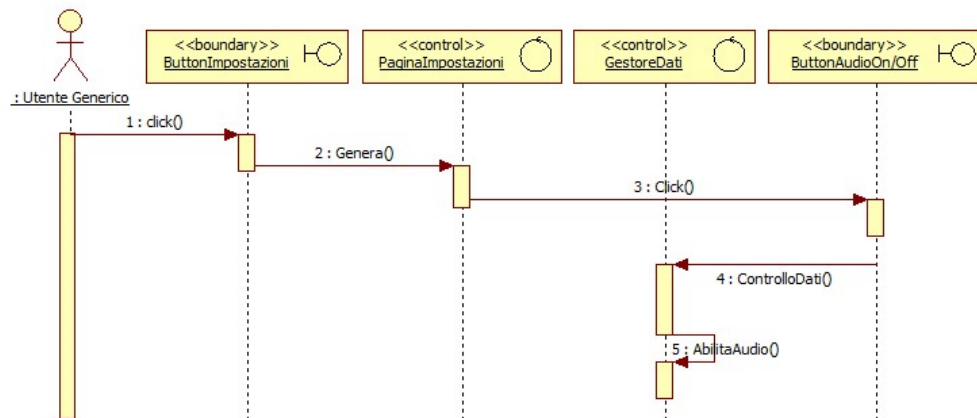 <<boundary>>
ButtonImpostazioni
<<control>>
PaginaImpostazioni
<<control>>
GestoreDati
<<boundary>>
ButtonAudioOn/Off
: Utente Generico
1 : click()
2 : Genera()
3 : Click()
4 : ControlloDati()
5 : AbilitaAudio()